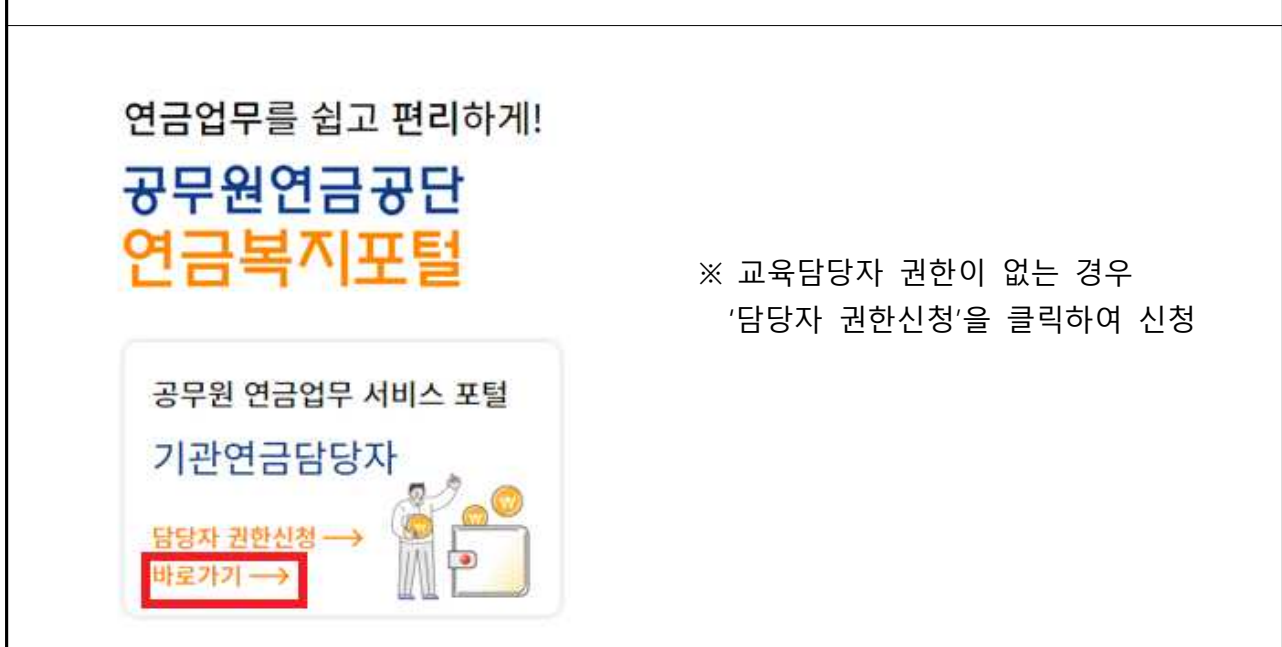 연금업무를 쉽고 편리하게!
공무원연금공단
연금복지포털
※ 교육담당자 권한이 없는 경우
'담당자 권한신청'을 클릭하여 신청
공무원 연금업무 서비스 포털
기관연금담당자
담당자 권한신청 →
바로가기 →